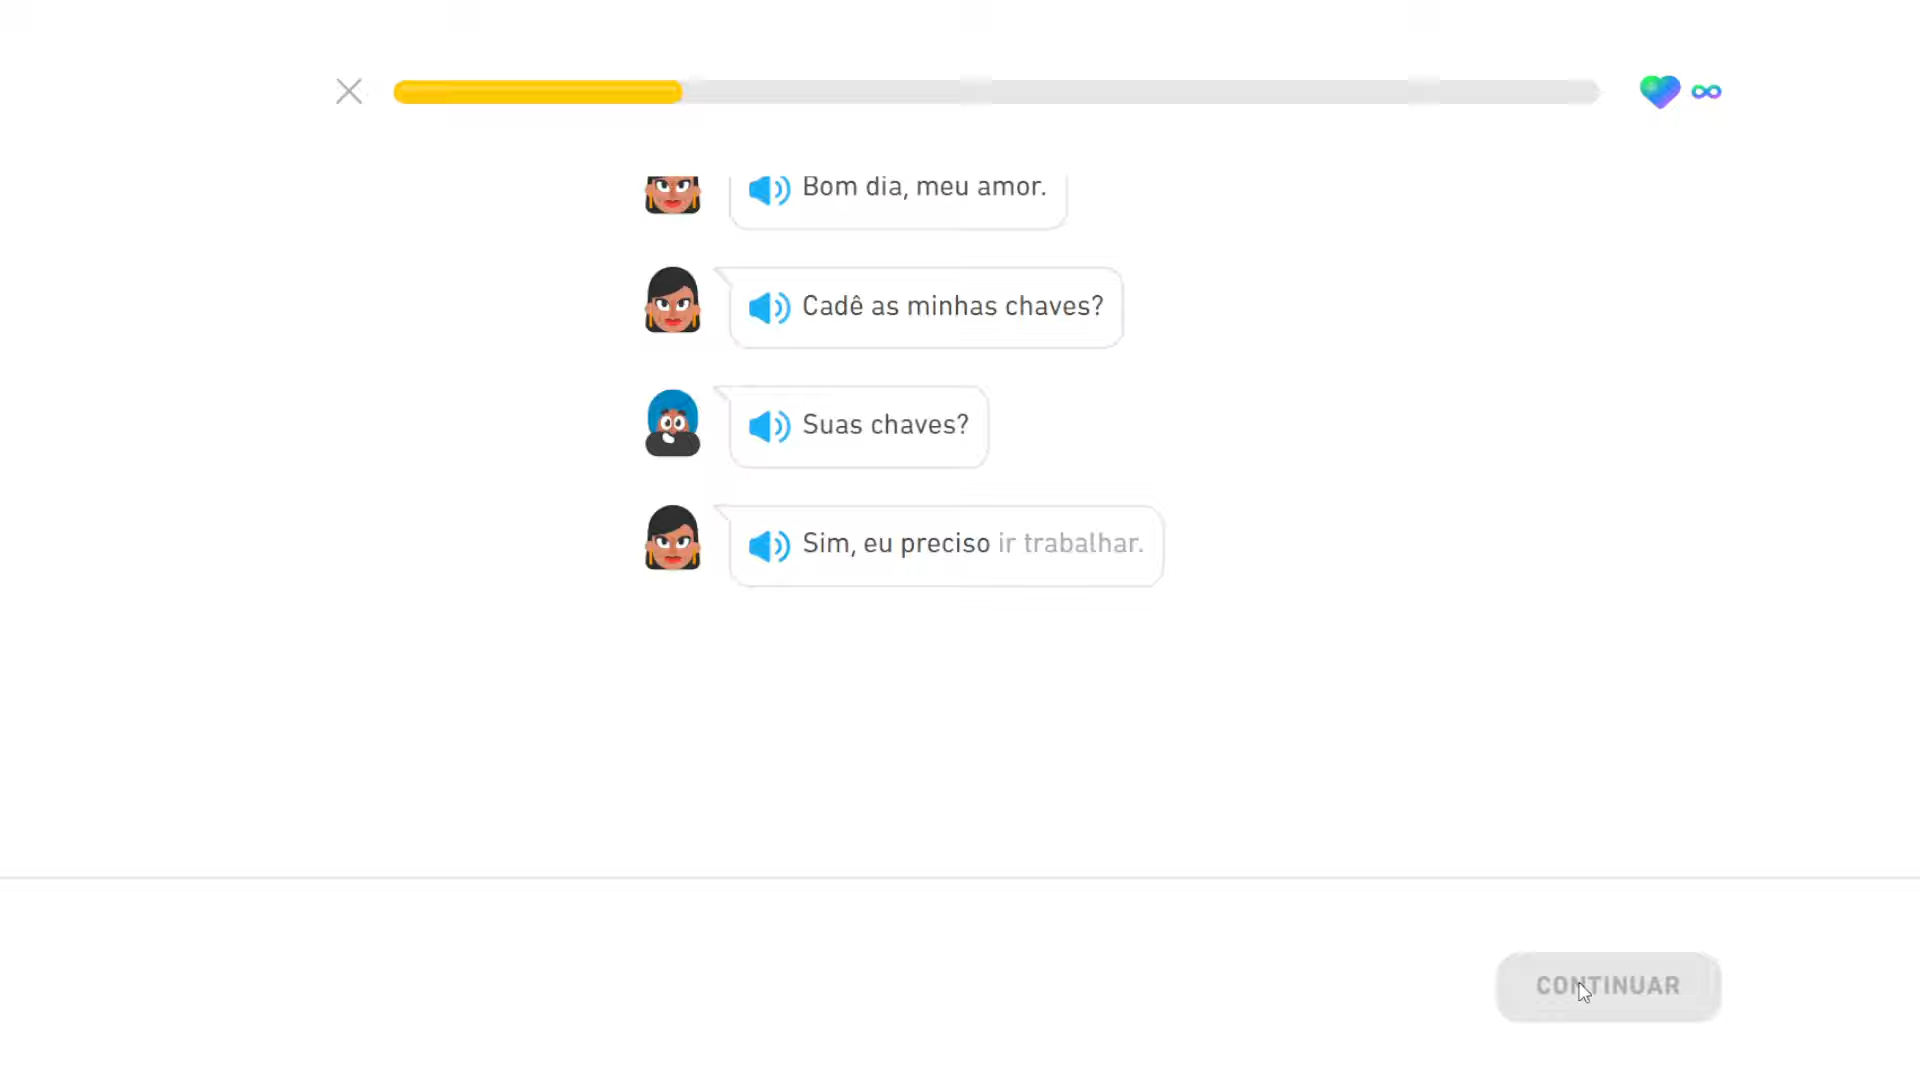 Bom dia, meu amor.
Cadê as minhas chaves?
Suas chaves?
Sim, eu preciso ir trabalhar.
CONTINUAR